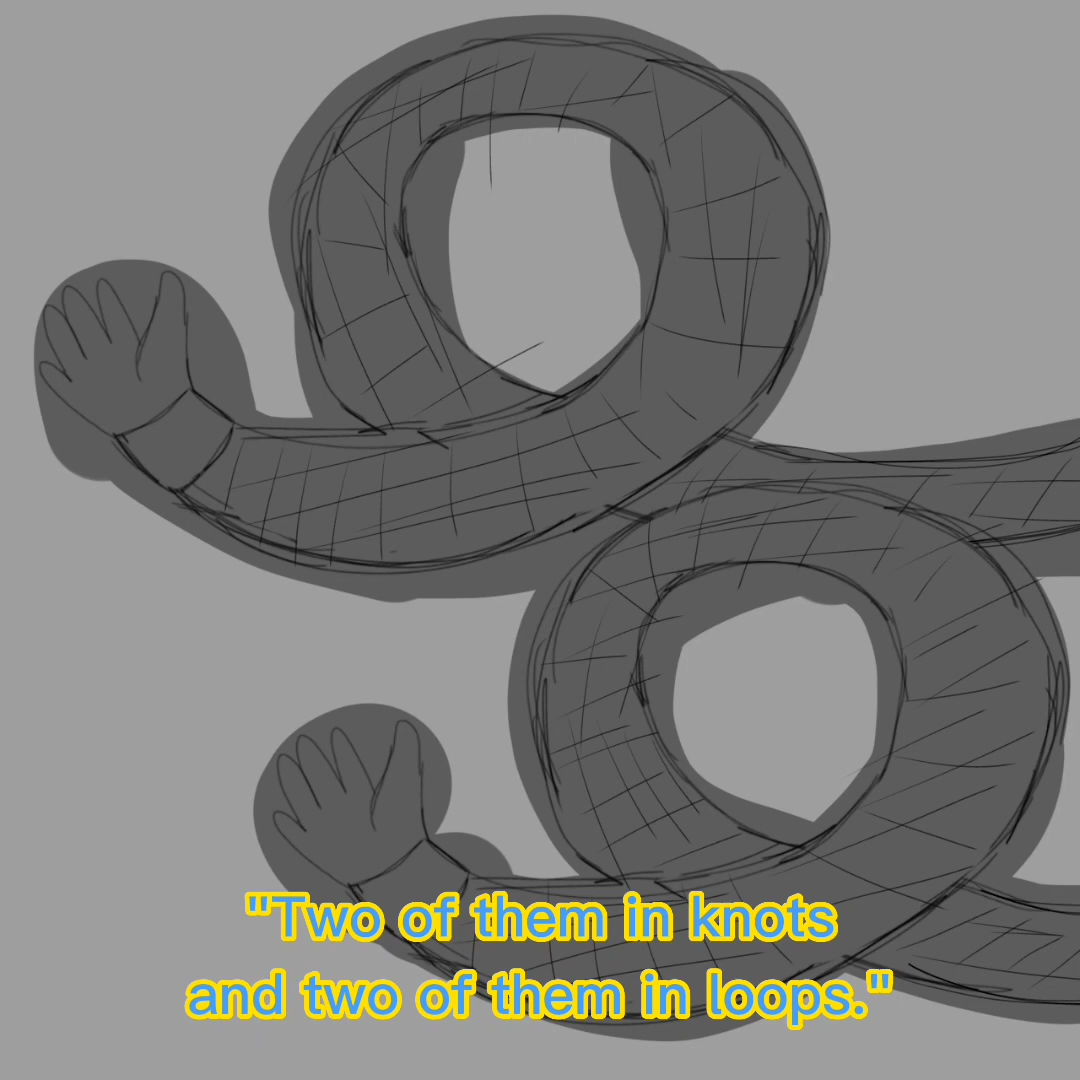 "Two of them in knots
and two of them in loops."